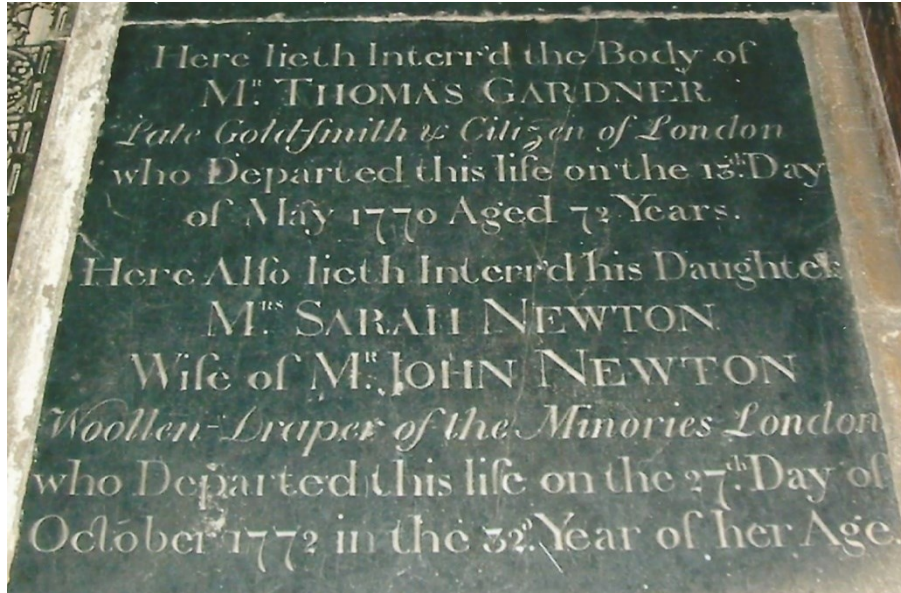 Here lieth Interr'd the Body of
Mr. THOMAS GARDNER
Late Gold-ſmith & Citizen of London
who Departed this life on the 13th. Day
of May 1770 Aged 72 Years.
Here Alſo lieth Interr'd his Daughter
Mrs. SARAH NEWTON
Wife of Mr. JOHN NEWTON
Woollen-Draper of the Minories London
who Departed this life on the 27th. Day of
October 1772 in the 32d. Year of her Age.